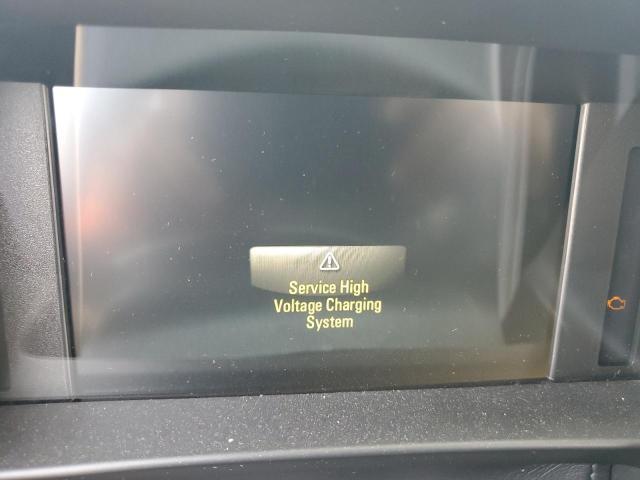 Service High
Voltage Charging
System